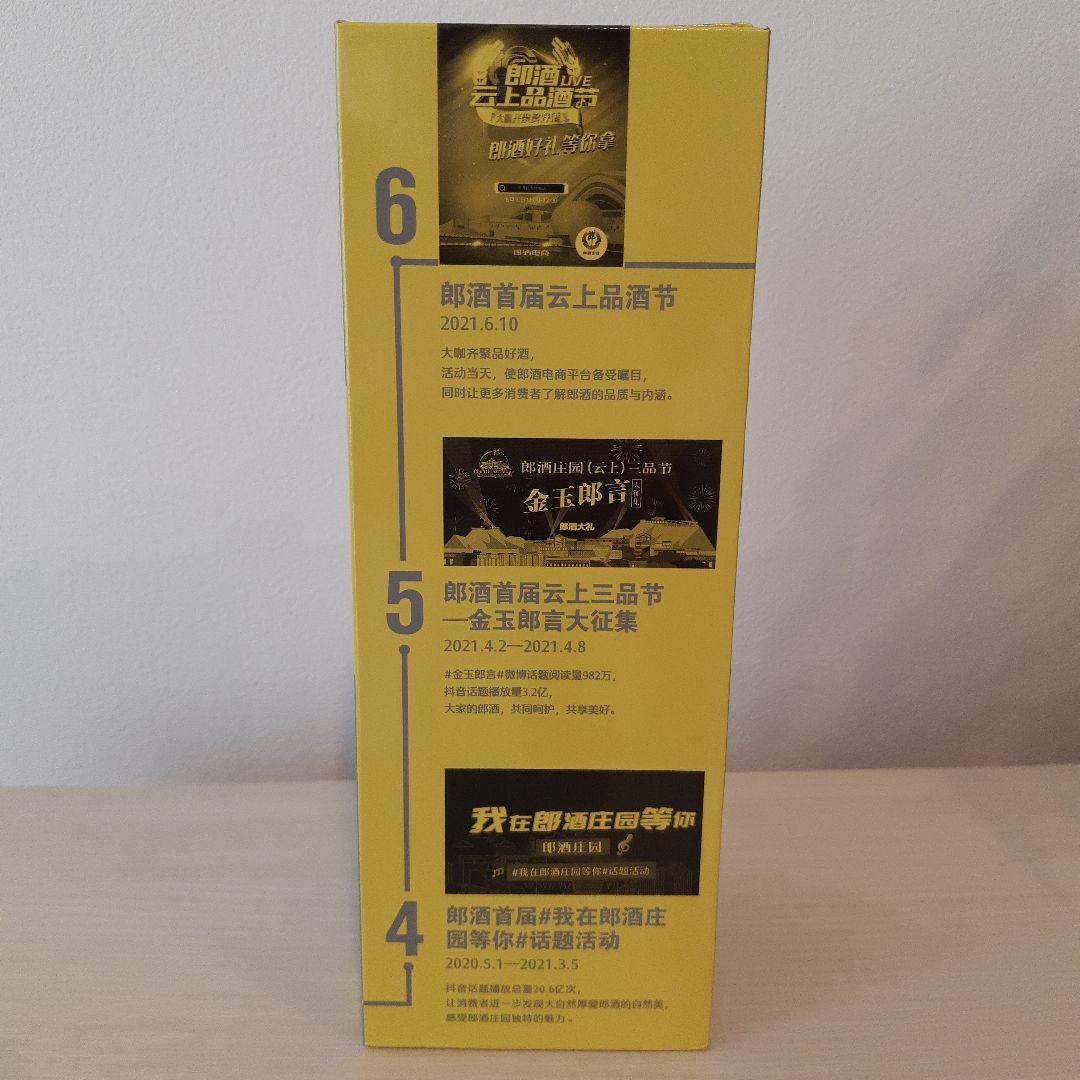 郎酒LIVE
云上品酒节
郎酒好礼等你拿
郎酒电商
6
郎酒首届云上品酒节
2021.6.10
大咖齐聚品好酒，
活动当天，使郎酒电商平台备受瞩目，
同时让更多消费者了解郎酒的品质与内涵。
郎酒庄园(云上)三品节
金玉郎言
大征集
郎酒大礼
5
郎酒首届云上三品节
—金玉郎言大征集
2021.4.2—2021.4.8
#金玉郎言#微博话题阅读量982万，
抖音话题播放量3.2亿，
大家的郎酒，共同呵护，共享美好。
我在郎酒庄园等你
郎酒庄园
#我在郎酒庄园等你#话题活动
4
郎酒首届#我在郎酒庄
园等你#话题活动
2020.5.1—2021.3.5
抖音话题播放总量20.6亿次，
让消费者进一步发现大自然厚爱郎酒的自然美，
感受郎酒庄园独特的魅力。